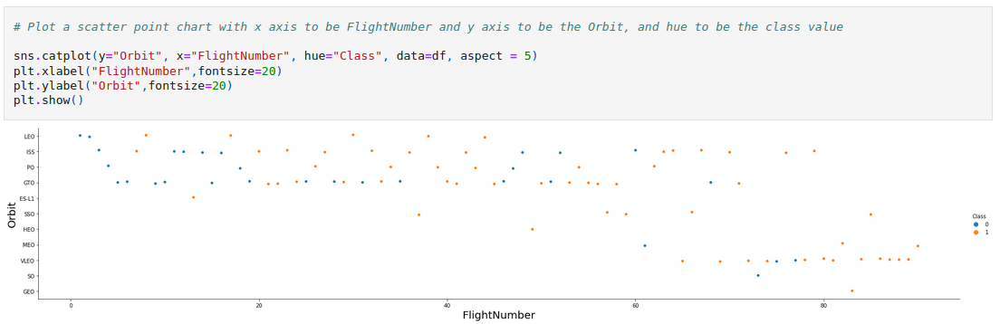 # Plot a scatter point chart with x axis to be FlightNumber and y axis to be the Orbit, and hue to be the class value
sns.catplot(y="Orbit", x="FlightNumber", hue="Class", data=df, aspect = 5)
plt.xlabel("FlightNumber",fontsize=20)
plt.ylabel("Orbit",fontsize=20)
plt.show()
LEO
ISS
PO
GTO
ES-L1
SSO
HEO
MEO
VLEO
SO
GEO
Orbit
0 20 40 60 80
FlightNumber
Class
0
1